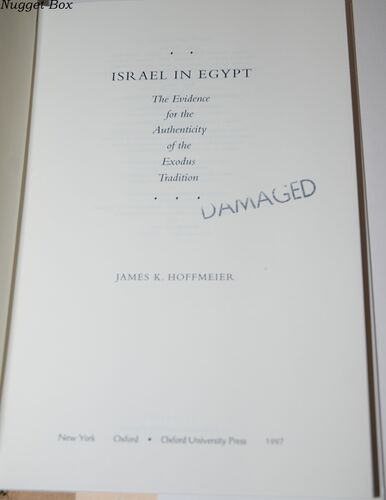 Nugget Box
ISRAEL IN EGYPT
The Evidence
for the
Authenticity
of the
Exodus
Tradition
DAMAGED
JAMES K. HOFFMEIER
New York Oxford • Oxford University Press 1997